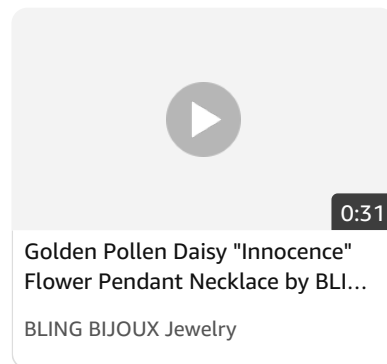 0:31
Golden Pollen Daisy "Innocence"
Flower Pendant Necklace by BLI...
BLING BIJOUX Jewelry